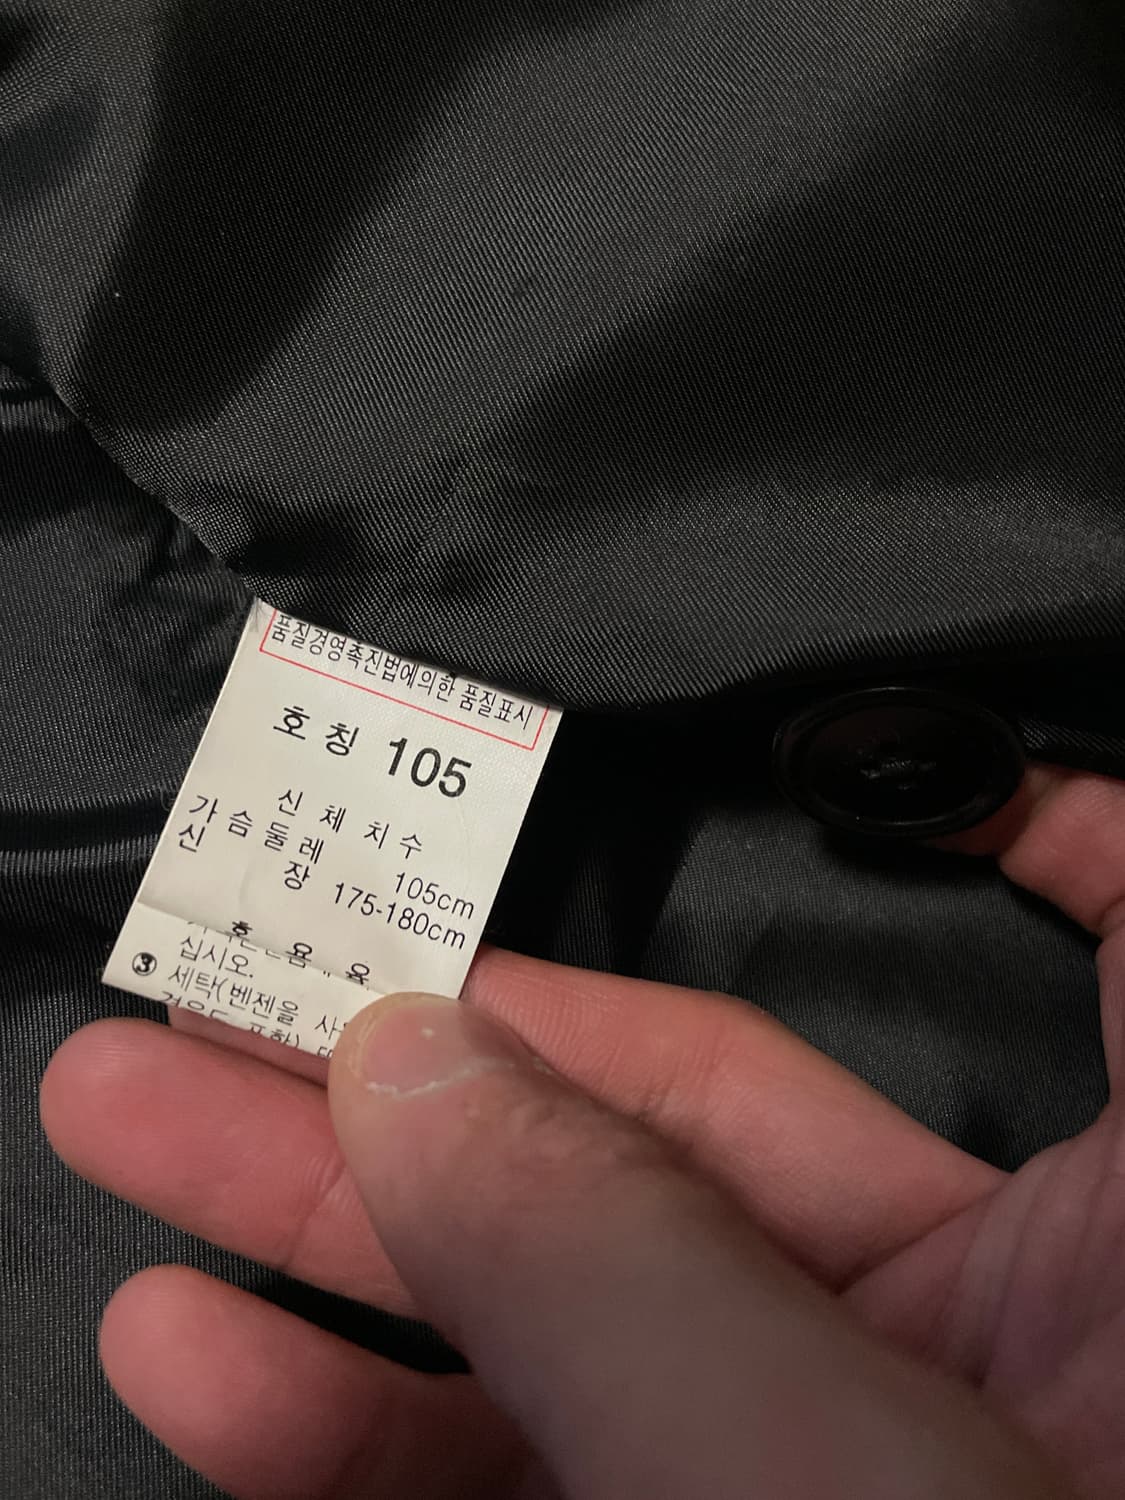 품질경영촉진법에의한 품질표시
호칭 105
신체치수
가슴둘레 105cm
신장 175-180cm
십시오.
③ 세탁(벤젠을